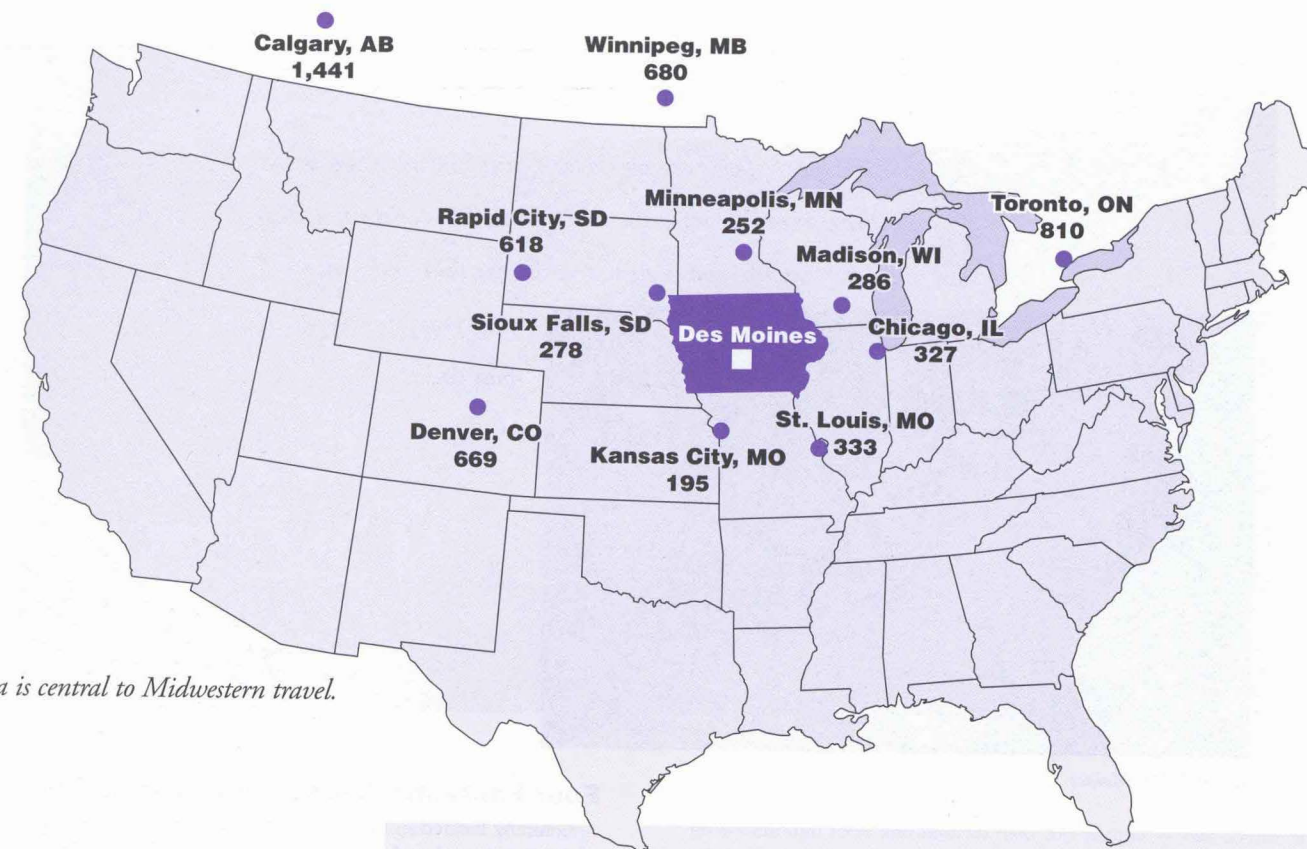 Calgary, AB
1,441
Winnipeg, MB
680
Rapid City, SD
618
Minneapolis, MN
252
Toronto, ON
810
Madison, WI
286
Sioux Falls, SD
278
Des Moines
Chicago, IL
327
Denver, CO
669
Kansas City, MO
195
St. Louis, MO
333
is central to Midwestern travel.